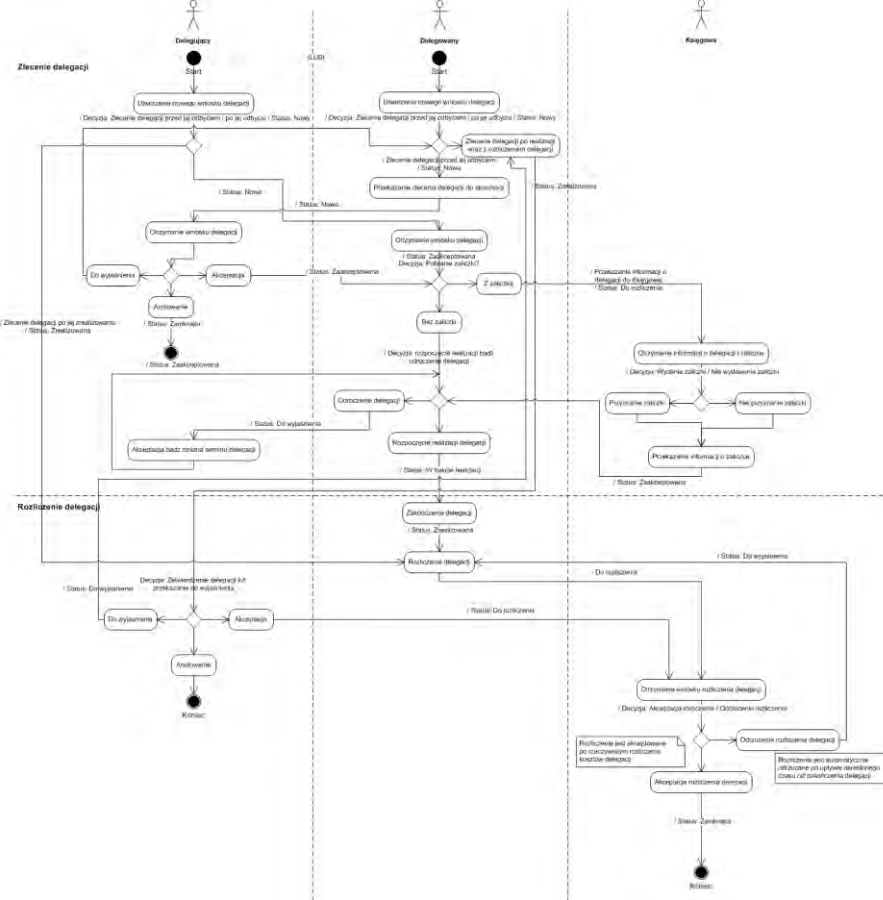 Delegujący
Delegowany
Księgowa
Zlecenie delegacji
(LUB)
Start
Start
Utworzenie nowego wniosku delegacji
Utworzenie nowego wniosku delegacji
/ Decyzja: Zlecenie delegacji przed jej odbyciem / po jej odbyciu / Status: Nowy
/ Decyzja: Zlecenie delegacji przed jej odbyciem / po jej odbyciu / Status: Nowy
Zlecenie delegacji po realizacji
wraz z rozliczeniem delegacji
/ Zlecenie delegacji przed jej odbyciem
/ Status: Nowa
Przekazanie zlecenia delegacji do akceptacji
/ Status: Zrealizowana
/ Status: Nowa
/ Status: Nowa
Otrzymanie wniosku delegacji
Otrzymanie wniosku delegacji
/ Status: Zaakceptowana
Decyzja: Pobranie zaliczki?
Do wyjaśnienia
Akceptacja
/ Status: Zaakceptowana
Z zaliczką
/ Przekazanie informacji o
delegacji do księgowej
/ Status: Do rozliczenia
Anulowanie
/ Status: Zamknięta
Bez zaliczki
/ Zlecenie delegacji po jej zrealizowaniu
/ Status: Zrealizowana
/ Status: Zaakceptowana
/ Decyzja: rozpoczęcie realizacji bądź
odroczenie delegacji
Otrzymanie informacji o delegacji i zaliczce
/ Decyzja: Wydanie zaliczki / Nie wydawanie zaliczki
Odroczenie delegacji
Przyznanie zaliczki
Nie przyznanie zaliczki
/ Status: Do wyjaśnienia
Akceptacja bądź zmiana terminu delegacji
Rozpoczęcie realizacji delegacji
Przekazanie informacji o zaliczce
/ Status: W trakcie realizacji
/ Status: Zaakceptowana
Rozliczenie delegacji
Zakończenie delegacji
/ Status: Zrealizowana
Rozliczenie delegacji
/ Status: Do wyjaśnienia
/ Do rozliczenia
/ Status: Do wyjaśnienia
Decyzja: Zatwierdzenie delegacji lub
przekazanie do wyjaśnienia
Do wyjaśnienia
Akceptacja
/ Status: Do rozliczenia
Anulowanie
Koniec
Otrzymanie wniosku rozliczenia delegacji
/ Decyzja: Akceptacja rozliczenia / Odrzucenie rozliczenia
Rozliczenie jest akceptowane
po rzeczywistym rozliczeniu
kosztów delegacji
Odrzucenie rozliczenia delegacji
Rozliczenie jest automatycznie
odrzucane po upływie określonego
czasu od zakończenia delegacji
Akceptacja rozliczenia delegacji
/ Status: Zamknięta
Koniec